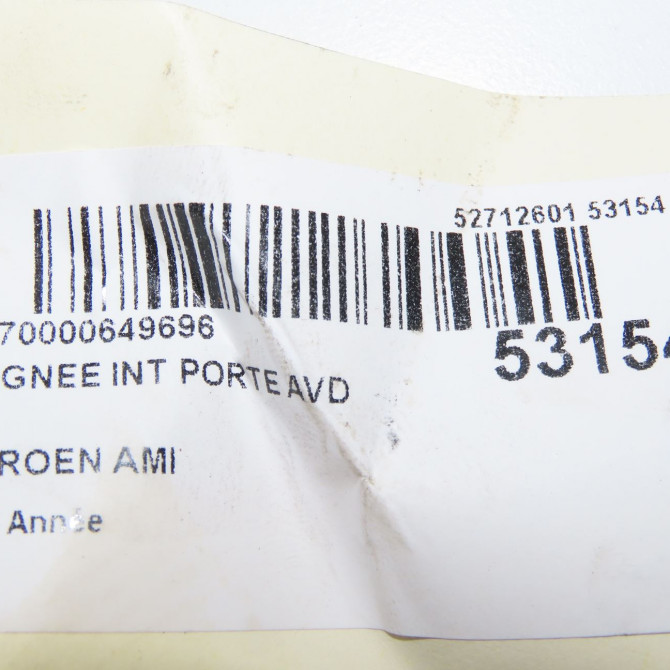 52712601 53154
70000649696
53154
GNEE INT PORTE AVD
ROEN AMI
Année